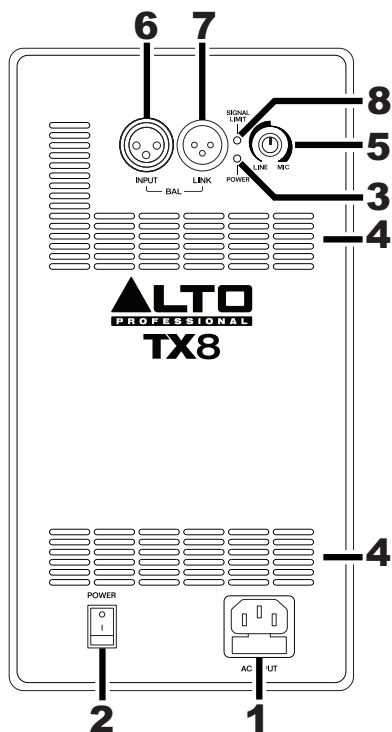 6 7
SIGNAL
LIMIT
8
5
LINE MIC
INPUT LINK
BAL
POWER
3
4
ALTO
PROFESSIONAL
TX8
4
POWER
O
I
2
1